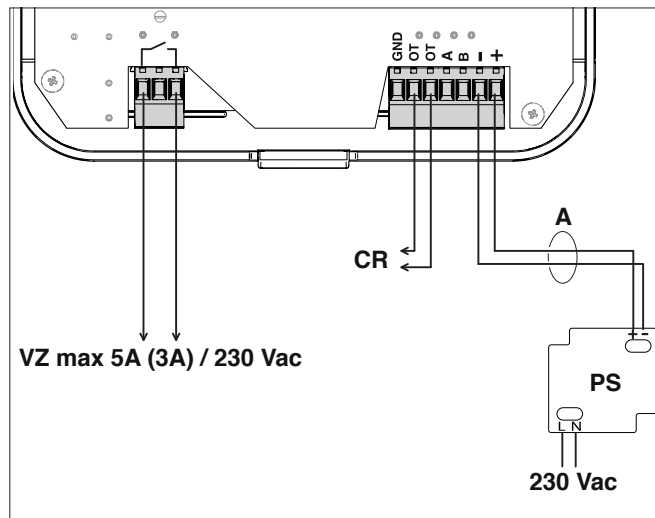 GND
OT
OT
A
B
-
+
A
CR
VZ max 5A (3A) / 230 Vac
+ -
PS
L N
230 Vac